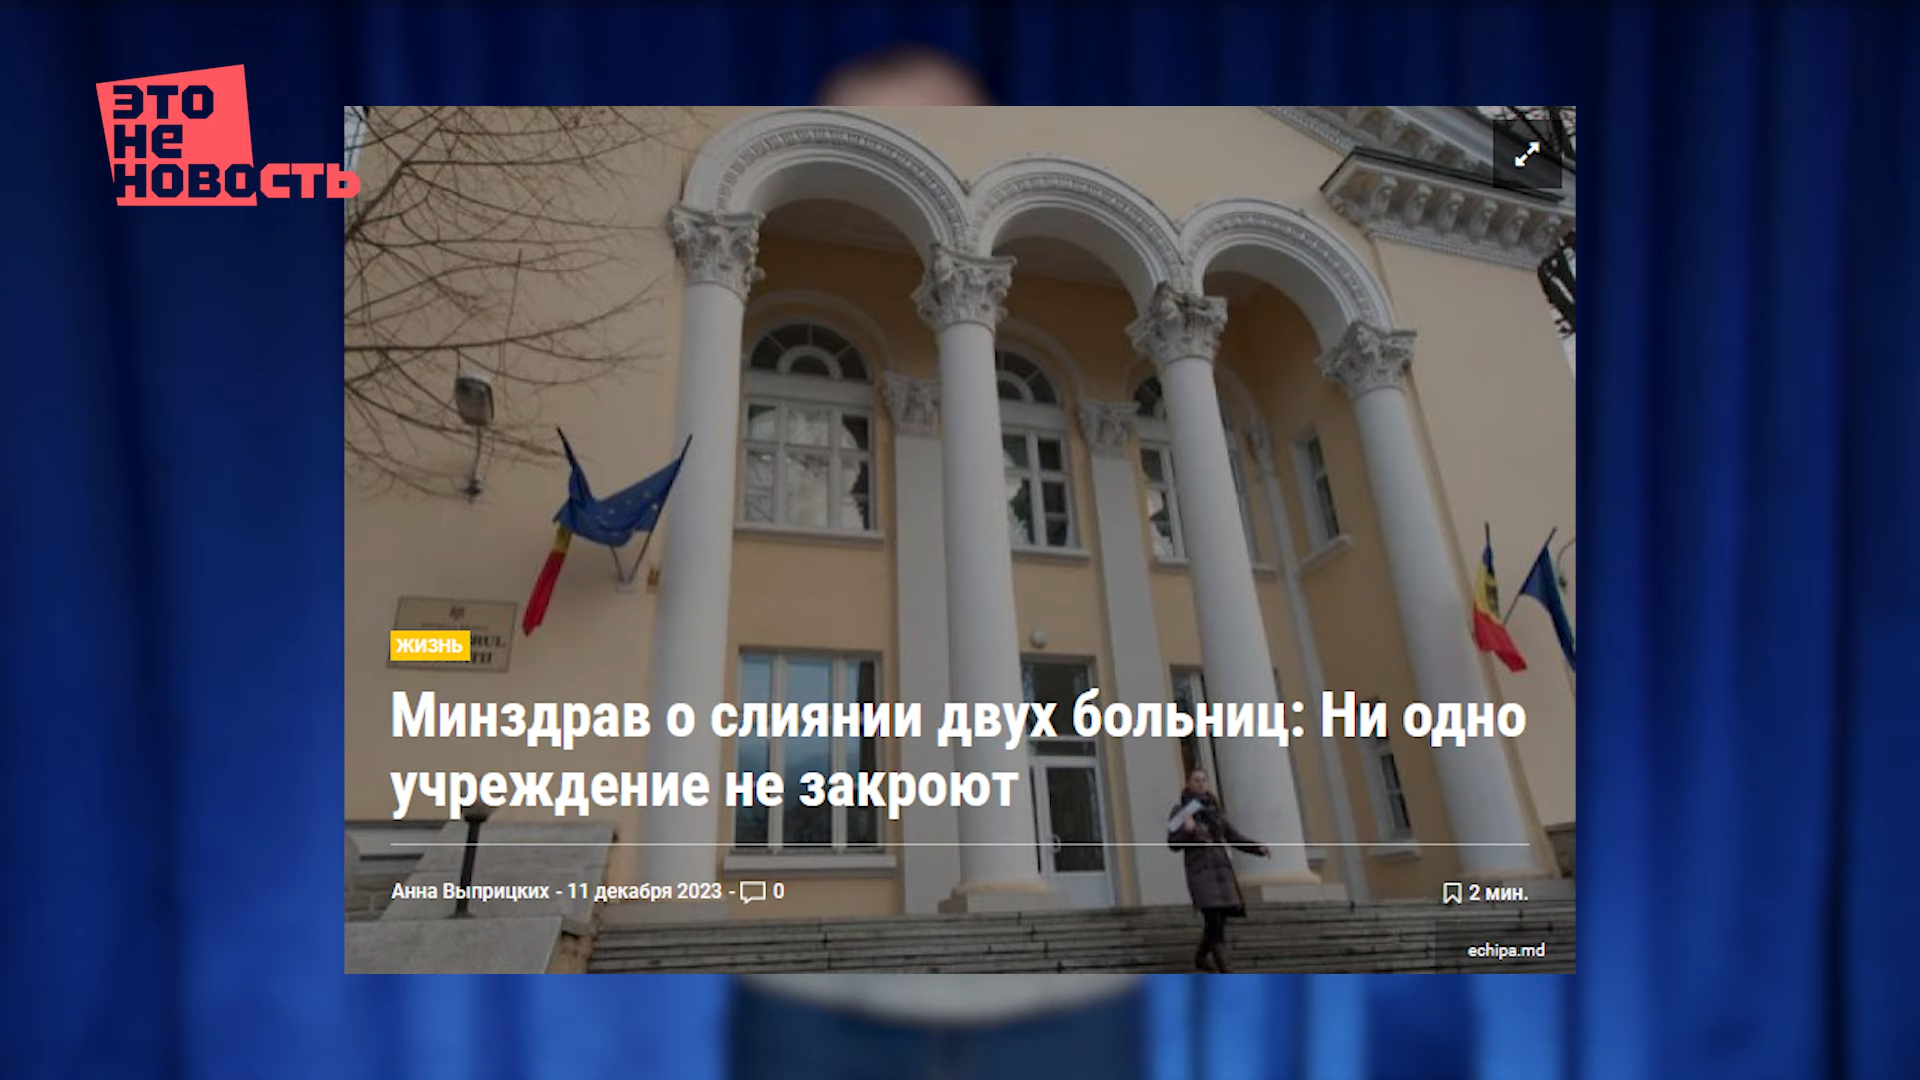 ЭТО
НЕ
НОВОСТЬ
ЖИЗНЬ
Минздрав о слиянии двух больниц: Ни одно
учреждение не закроют
Анна Выприцких - 11 декабря 2023 - 0
2 мин.
echipa.md